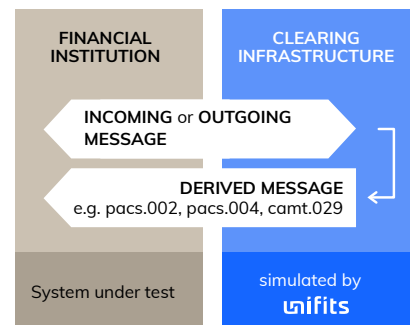 FINANCIAL
INSTITUTION
CLEARING
INFRASTRUCTURE
INCOMING or OUTGOING
MESSAGE
DERIVED MESSAGE
e.g. pacs.002, pacs.004, camt.029
System under test
simulated by
unifits